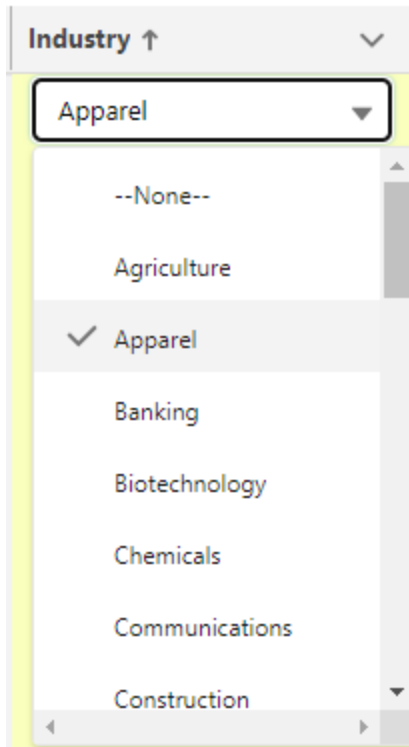 Industry ↑
Apparel
--None--
Agriculture
Apparel
Banking
Biotechnology
Chemicals
Communications
Construction